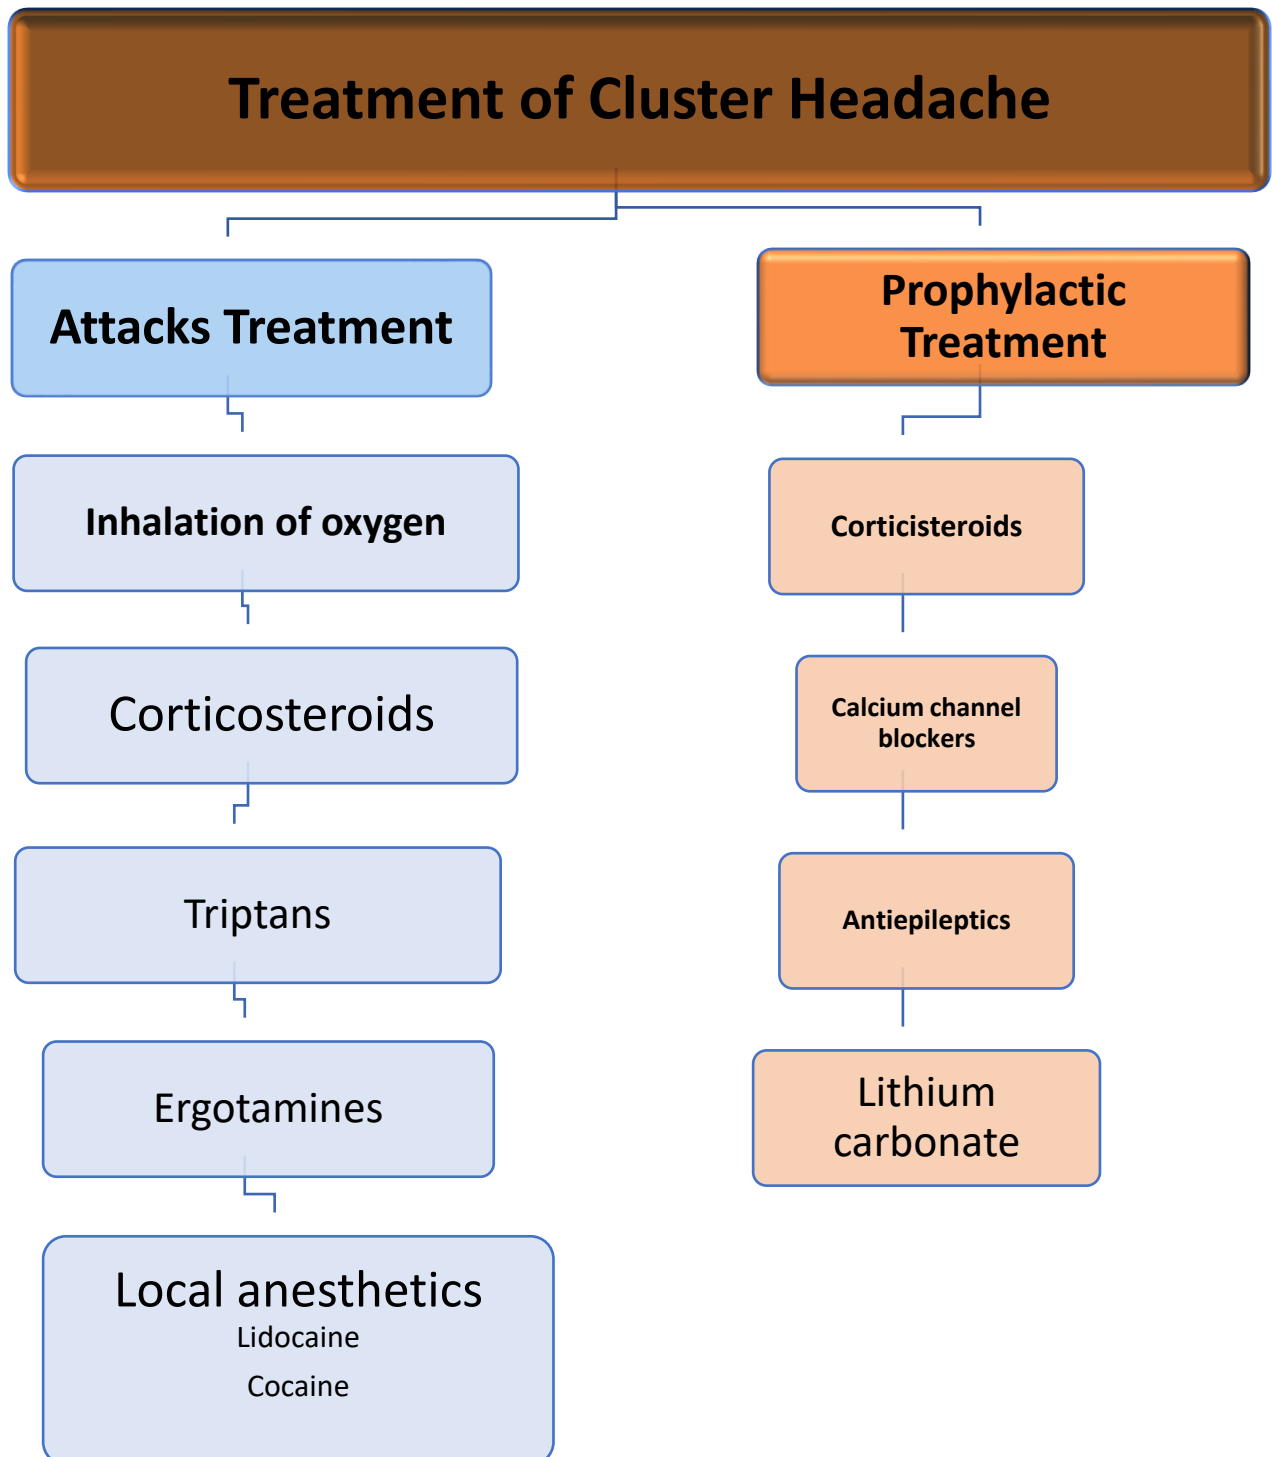 Treatment of Cluster Headache
Attacks Treatment
Inhalation of oxygen
Corticosteroids
Triptans
Ergotamines
Local anesthetics
Lidocaine
Cocaine
Prophylactic
Treatment
Corticisteroids
Calcium channel
blockers
Antiepileptics
Lithium
carbonate